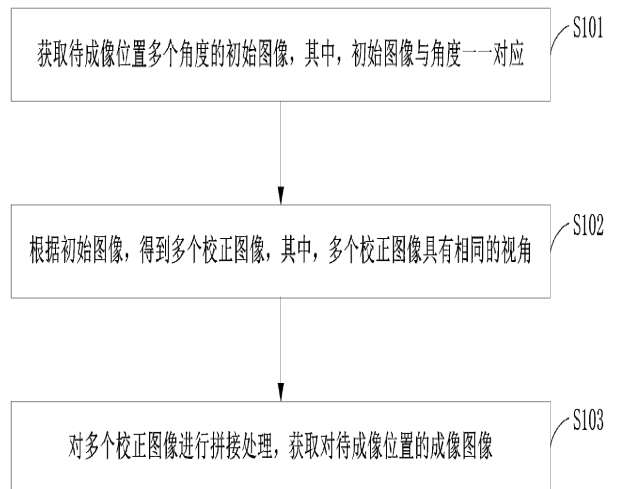 获取待成像位置多个角度的初始图像，其中，初始图像与角度一一对应
S101
根据初始图像，得到多个校正图像，其中，多个校正图像具有相同的视角
S102
对多个校正图像进行拼接处理，获取对待成像位置的成像图像
S103